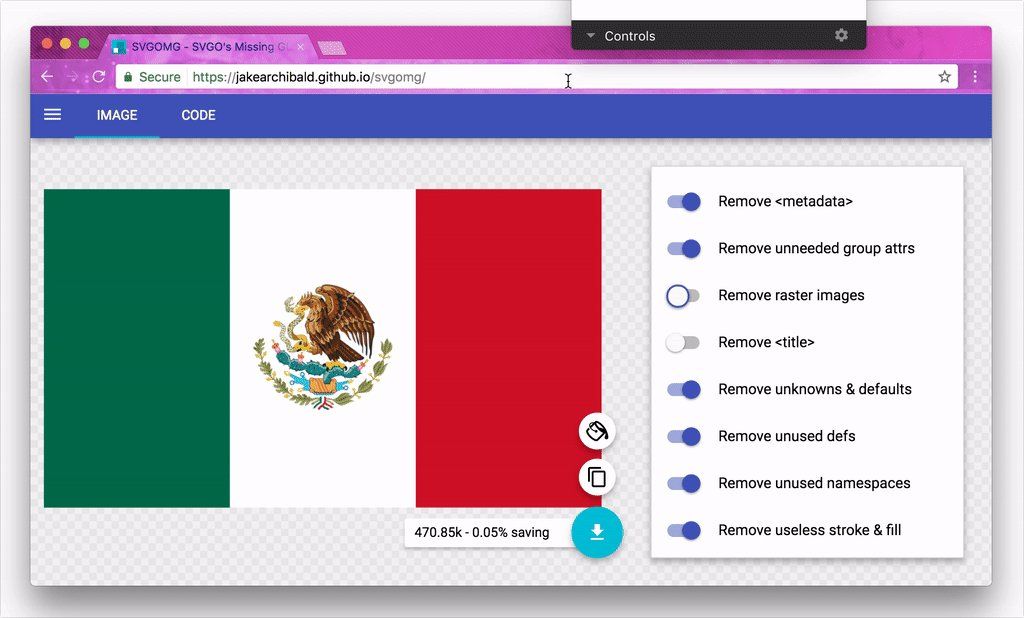 Controls
SVGOMG - SVGO's Missing GU
Secure https://jakearchibald.github.io/svgomg/
IMAGE CODE
Remove <metadata>
Remove unneeded group attrs
Remove raster images
Remove <title>
Remove unknowns & defaults
Remove unused defs
Remove unused namespaces
Remove useless stroke & fill
470.85k - 0.05% saving